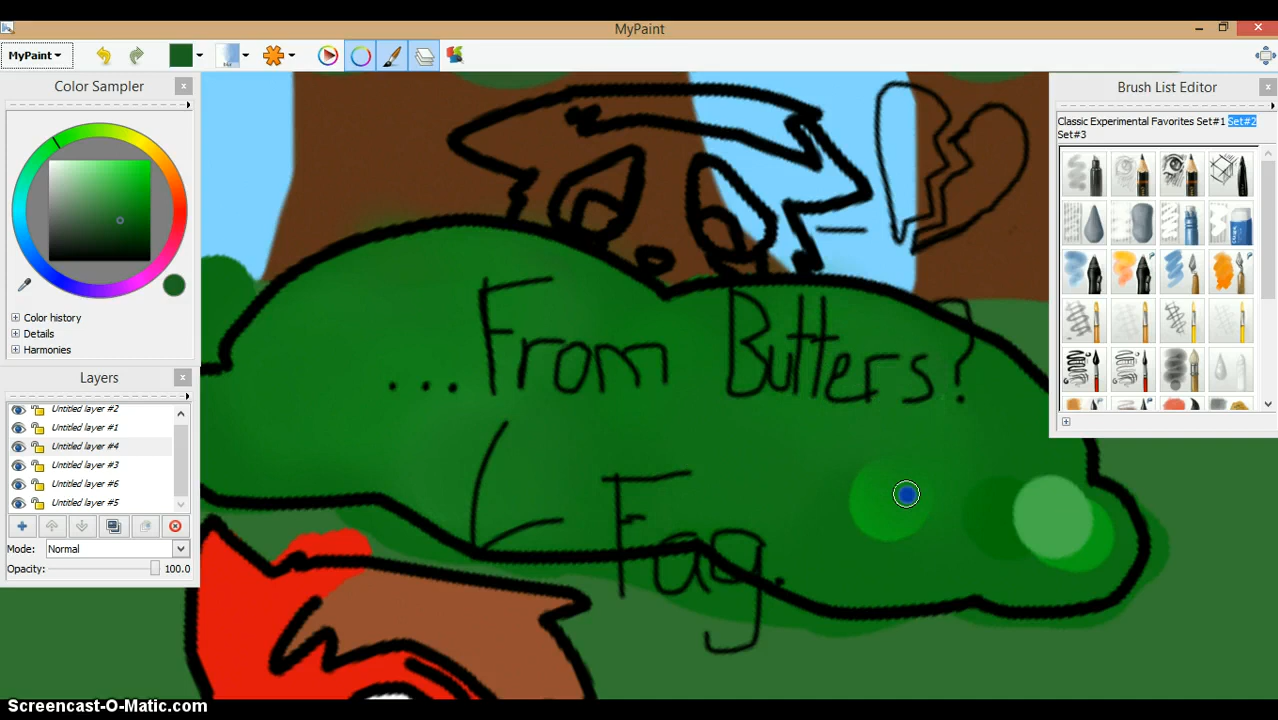 MyPaint
MyPaint
Color Sampler
Color history
Details
Harmonies
Layers
Untitled layer #2
Untitled layer #1
Untitled layer #4
Untitled layer #3
Untitled layer #6
Untitled layer #5
Mode: Normal
Opacity: 100.0
...From Butters?
Fag.
Brush List Editor
Classic Experimental Favorites Set#1 Set#2
Set#3
Screencast-O-Matic.com